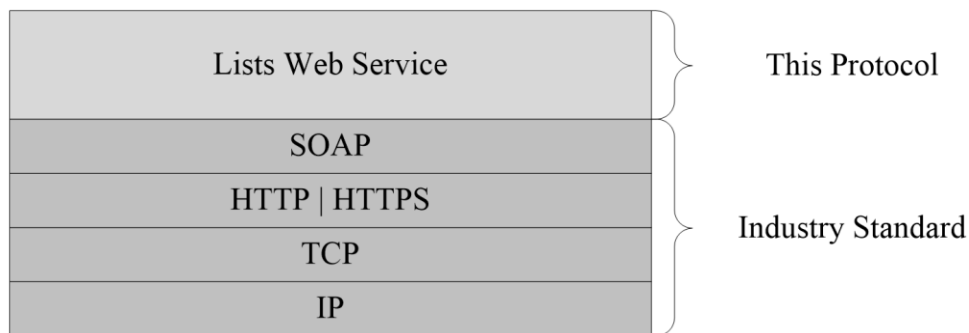 Lists Web Service
This Protocol
SOAP
HTTP | HTTPS
TCP
IP
Industry Standard